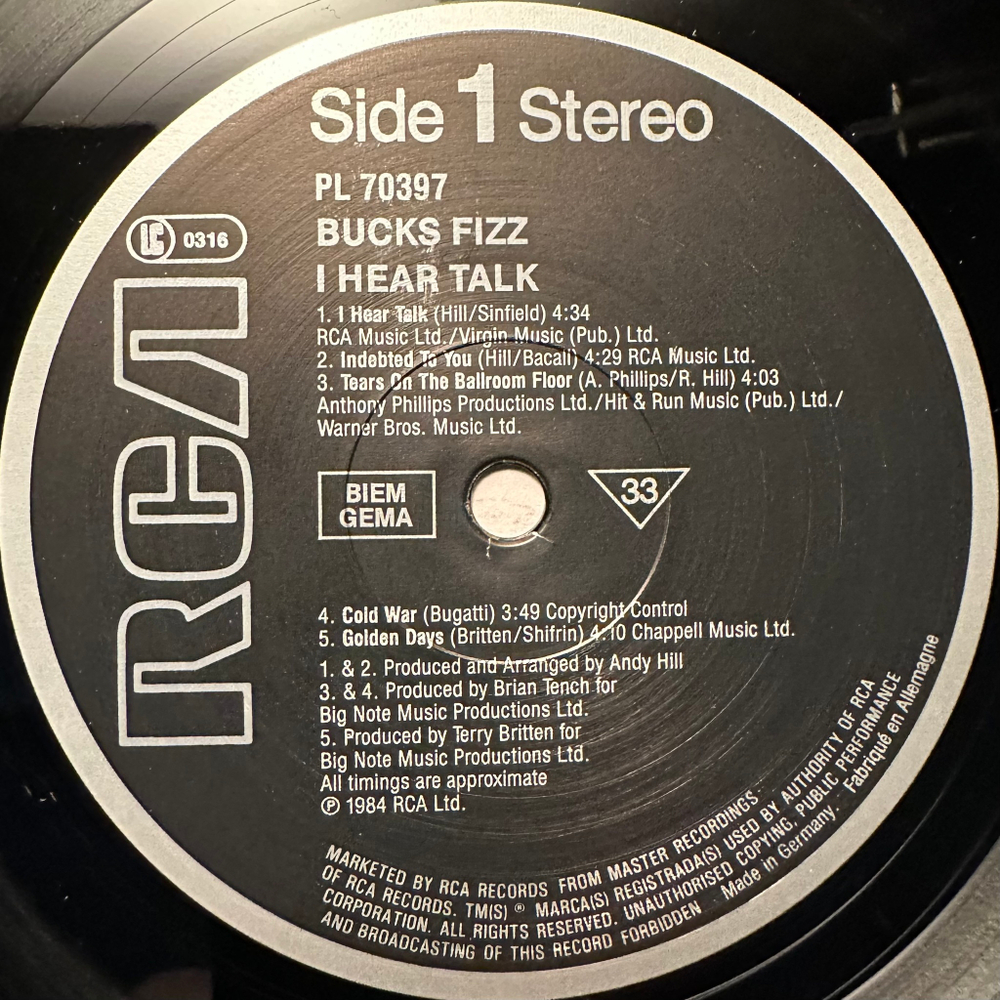 Side 1 Stereo
PL 70397
BUCKS FIZZ
LC 0316
I HEAR TALK
RCA
1. I Hear Talk (Hill/Sinfield) 4:34
RCA Music Ltd./Virgin Music (Pub.) Ltd.
2. Indebted To You (Hill/Bacali) 4:29 RCA Music Ltd.
3. Tears On The Ballroom Floor (A. Phillips/R. Hill) 4:03
Anthony Phillips Productions Ltd./Hit & Run Music (Pub.) Ltd./
Warner Bros. Music Ltd.
BIEM
GEMA
33
4. Cold War (Bugatti) 3:49 Copyright Control
5. Golden Days (Britten/Shifrin) 4:10 Chappell Music Ltd.
1. & 2. Produced and Arranged by Andy Hill
3. & 4. Produced by Brian Tench for
Big Note Music Productions Ltd.
5. Produced by Terry Britten for
Big Note Music Productions Ltd.
All timings are approximate
℗ 1984 RCA Ltd.
MARKETED BY RCA RECORDS FROM MASTER RECORDINGS
OF RCA RECORDS. TM(S) ® MARCA(S) REGISTRADA(S) USED BY AUTHORITY OF RCA
CORPORATION. ALL RIGHTS RESERVED. UNAUTHORISED COPYING, PUBLIC PERFORMANCE
AND BROADCASTING OF THIS RECORD FORBIDDEN Made in Germany · Fabriqué en Allemagne